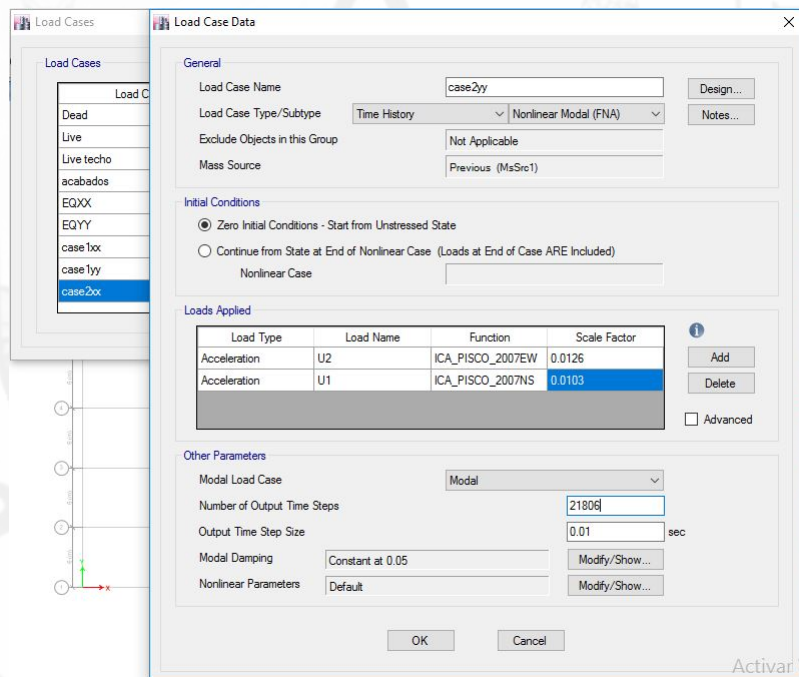 Load Cases
Load Cases
Load C
Dead
Live
Live techo
acabados
EQXX
EQYY
case1xx
case1yy
case2xx
Load Case Data
General
Load Case Name
case2yy
Design...
Load Case Type/Subtype
Time History
Nonlinear Modal (FNA)
Notes...
Exclude Objects in this Group
Not Applicable
Mass Source
Previous (MsSrc1)
Initial Conditions
Zero Initial Conditions - Start from Unstressed State
Continue from State at End of Nonlinear Case (Loads at End of Case ARE Included)
Nonlinear Case
Loads Applied
Load Type Load Name Function Scale Factor
Acceleration U2 ICA_PISCO_2007EW 0.0126
Acceleration U1 ICA_PISCO_2007NS 0.0103
Add
Delete
Advanced
Other Parameters
Modal Load Case
Modal
Number of Output Time Steps
21806
Output Time Step Size
0.01 sec
Modal Damping
Constant at 0.05
Modify/Show...
Nonlinear Parameters
Default
Modify/Show...
OK
Cancel
4
3
2
1
x
Activar